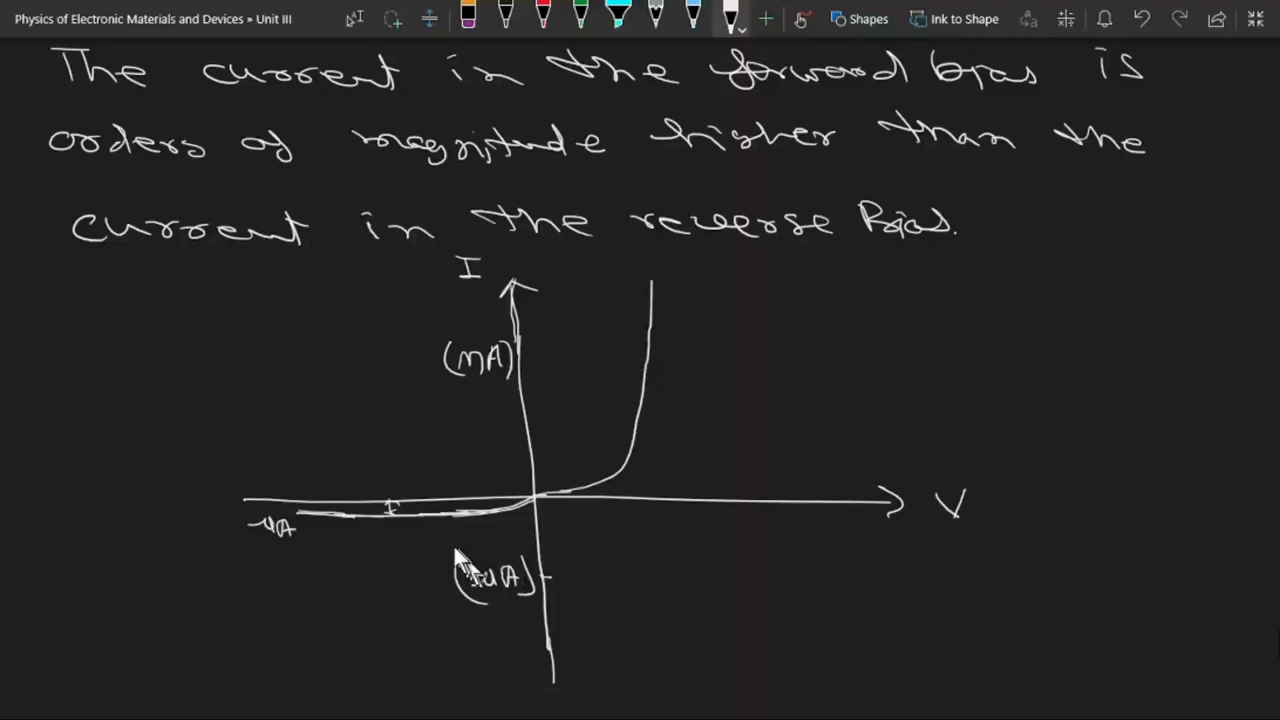 Physics of Electronic Materials and Devices » Unit III
Shapes
Ink to Shape
The current in the forward bias is
orders of magnitude higher than the
current in the reverse Bias.
I
(mA)
V